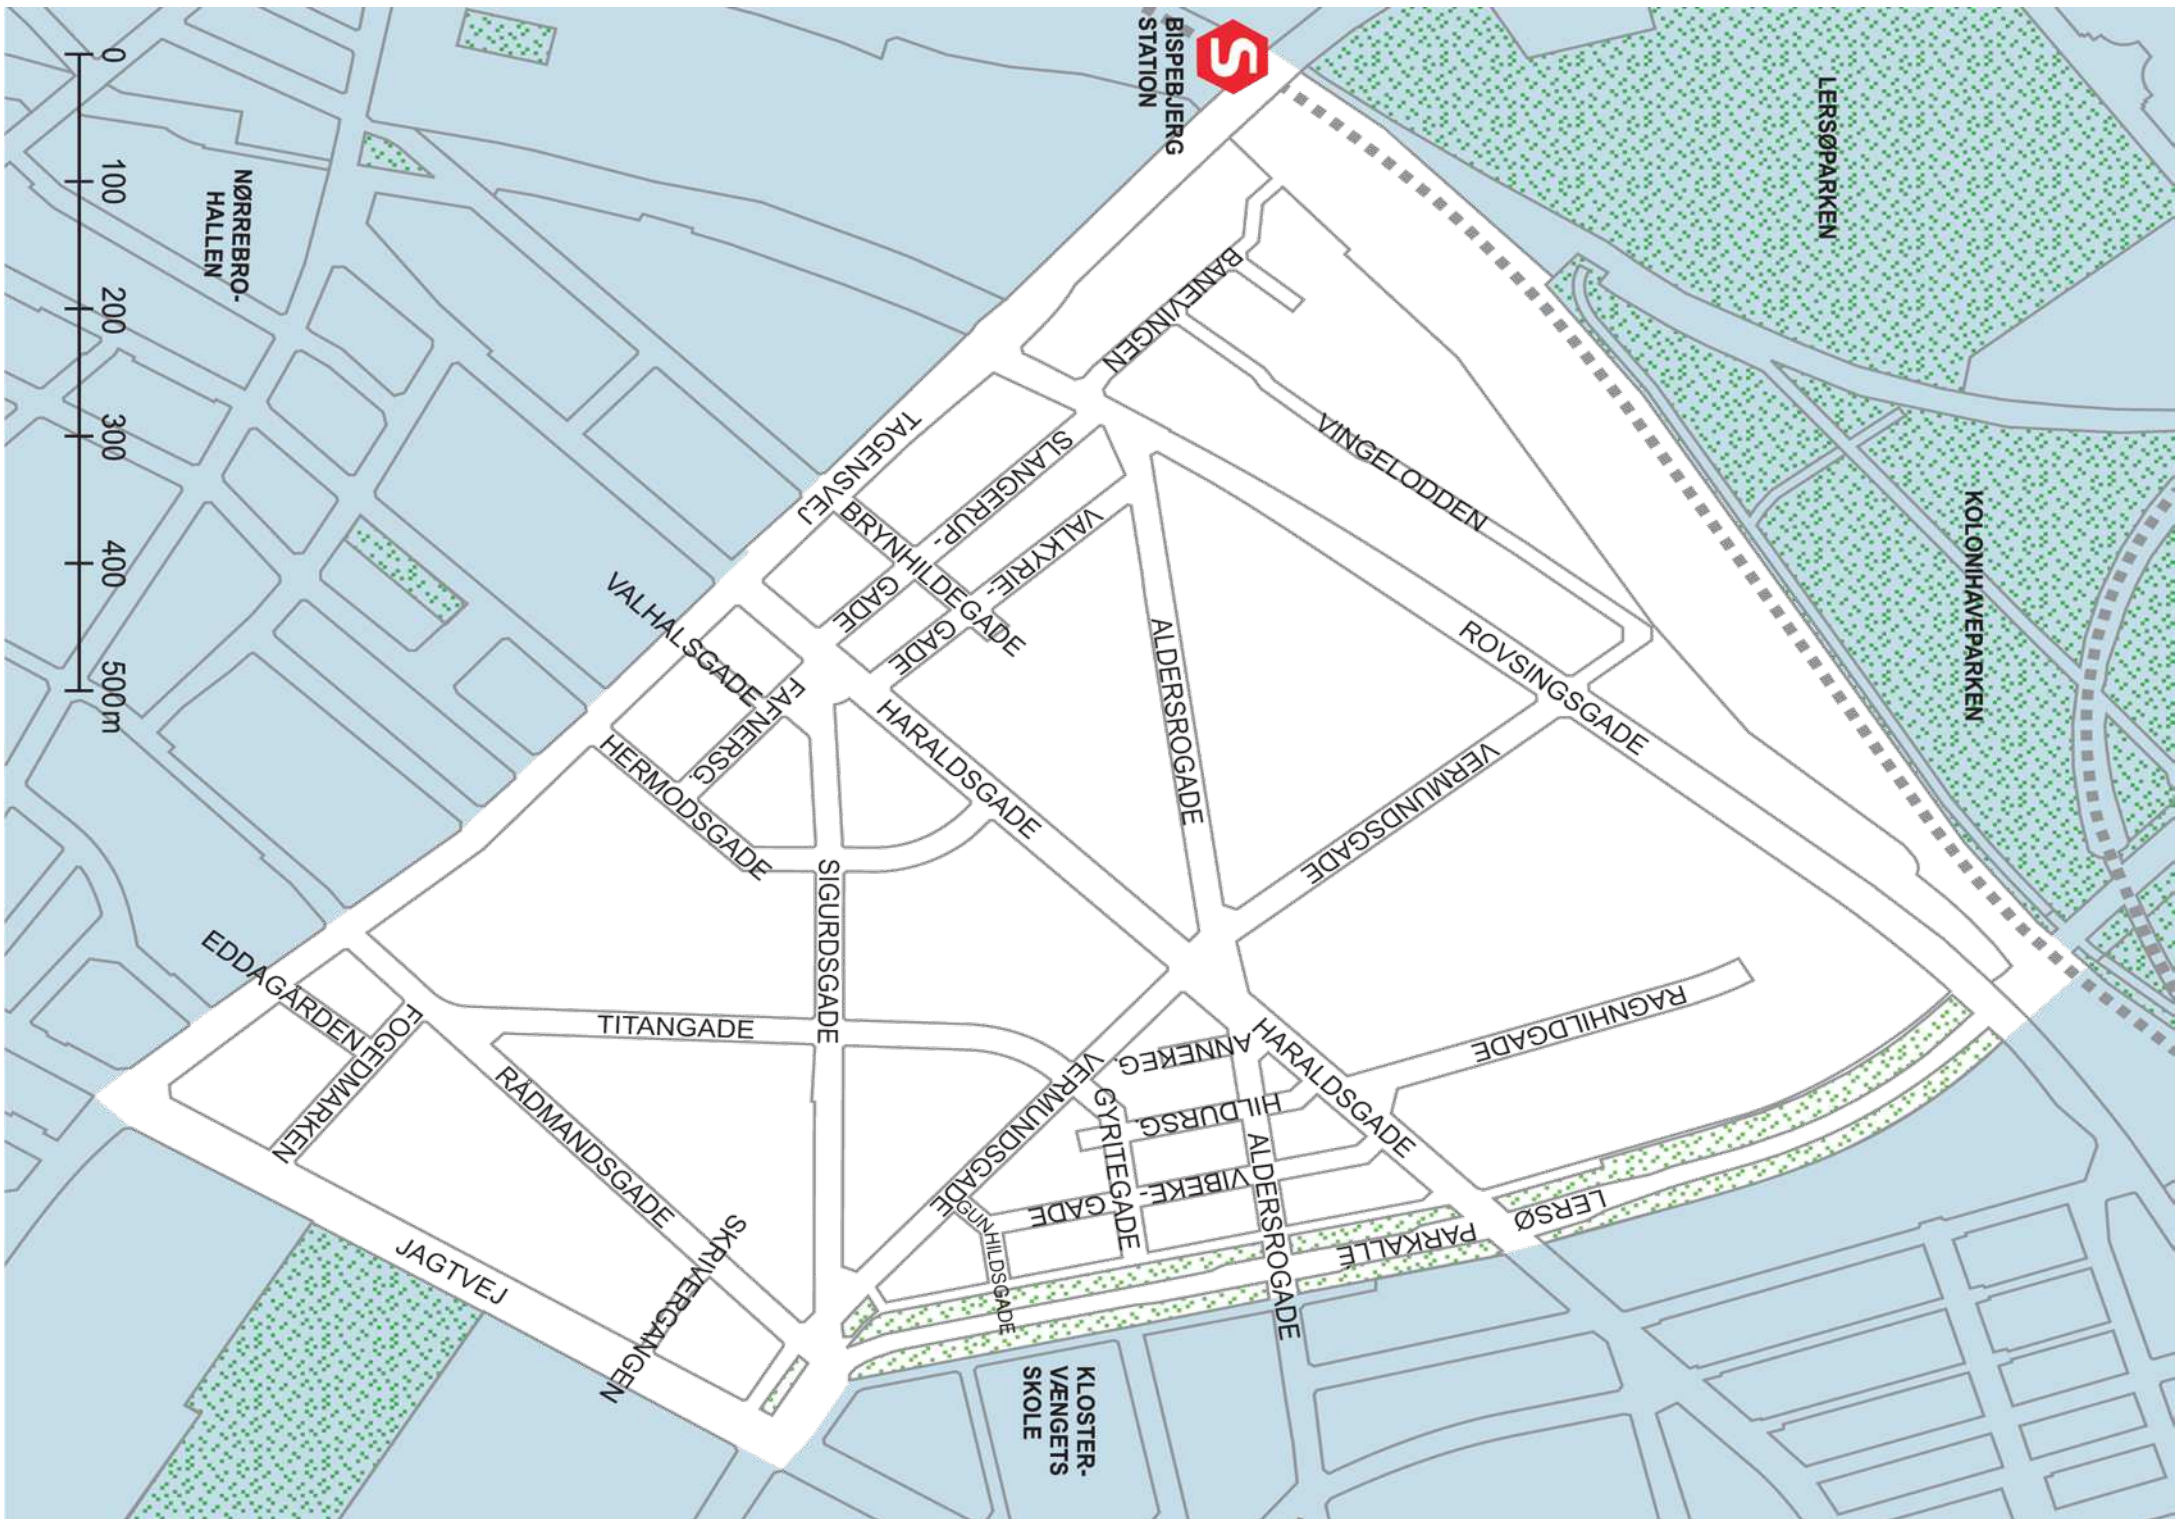 0
100
200
300
400
500m
NØRREBRO-
HALLEN
BISPEBJERG
STATION
S
LERSØPARKEN
KOLONIHAVEPARKEN
BANEVINGEN
VINGELODDEN
TAGENSVEJ
SLANGERUP-
GADE
BRYNHILDEGADE
VALKYRIE-
GADE
ALDERSROGADE
ROVSINGSGADE
VALHALSGADE
FAFNERSG.
HERMODSGADE
HARALDSGADE
VERMUNDSGADE
SIGURDSGADE
EDDAGÅRDEN
FOGEDMARKEN
TITANGADE
RÅDMANDSGADE
SKRIVERGANGEN
JAGTVEJ
VERMUNDSGADE
ANNEKEG.
HILDURSG.
GYRITEGADE
VIBEKE-
GADE
GUNHILDSGADE
HARALDSGADE
ALDERSROGADE
RAGNHILDGADE
LERSØ
PARKALLÉ
KLOSTER-
VÆNGETS
SKOLE